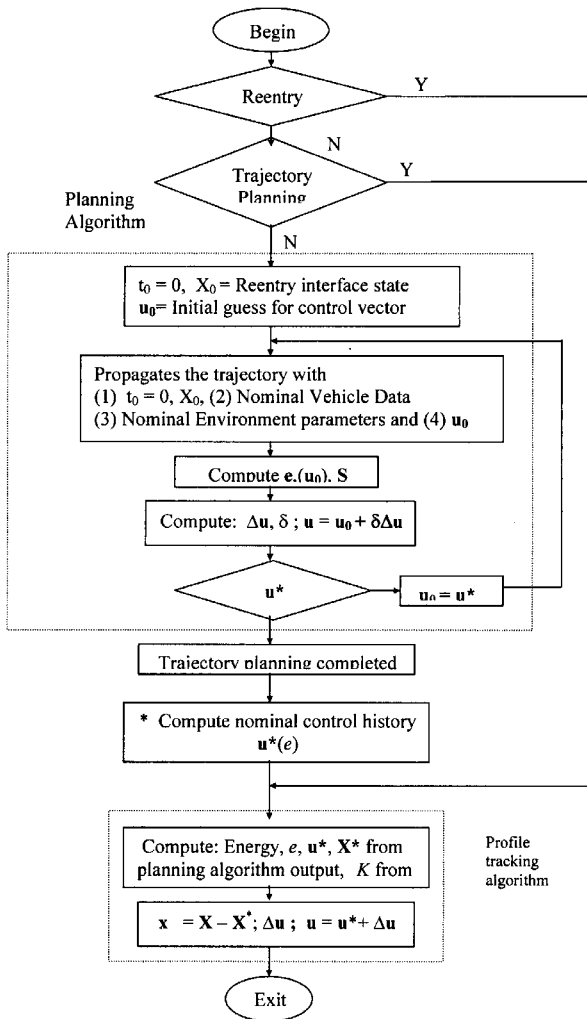 Begin
Reentry
Y
N
Trajectory
Planning
Y
Planning
Algorithm
N
t₀ = 0, X₀ = Reentry interface state
u₀= Initial guess for control vector
Propagates the trajectory with
(1) t₀ = 0, X₀, (2) Nominal Vehicle Data
(3) Nominal Environment parameters and (4) u₀
Compute e.(u₀). S
Compute: Δu, δ ; u = u₀ + δΔu
u*
u₀ = u*
Trajectory planning completed
* Compute nominal control history
u*(e)
Compute: Energy, e, u*, X* from
planning algorithm output, K from
Profile
tracking
algorithm
x = X – X*; Δu ; u = u*+ Δu
Exit